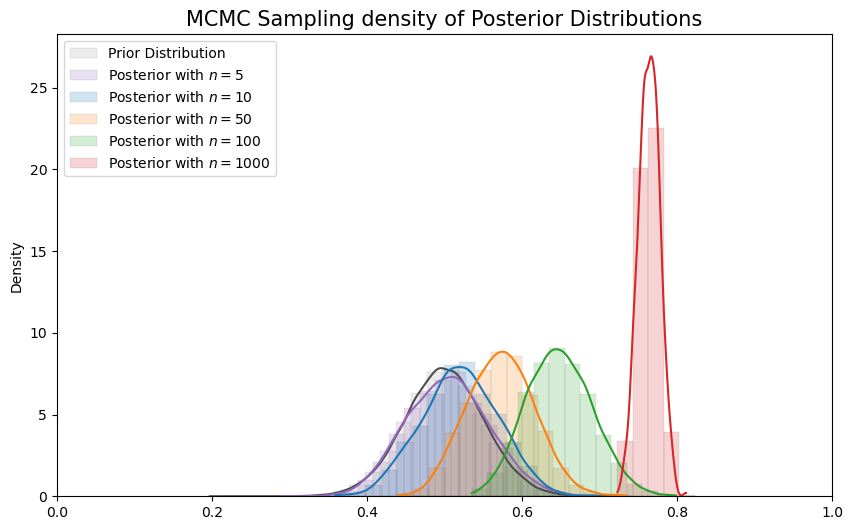 MCMC Sampling density of Posterior Distributions
Prior Distribution
Posterior with n = 5
Posterior with n = 10
Posterior with n = 50
Posterior with n = 100
Posterior with n = 1000
Density
25
20
15
10
5
0
0.0 0.2 0.4 0.6 0.8 1.0